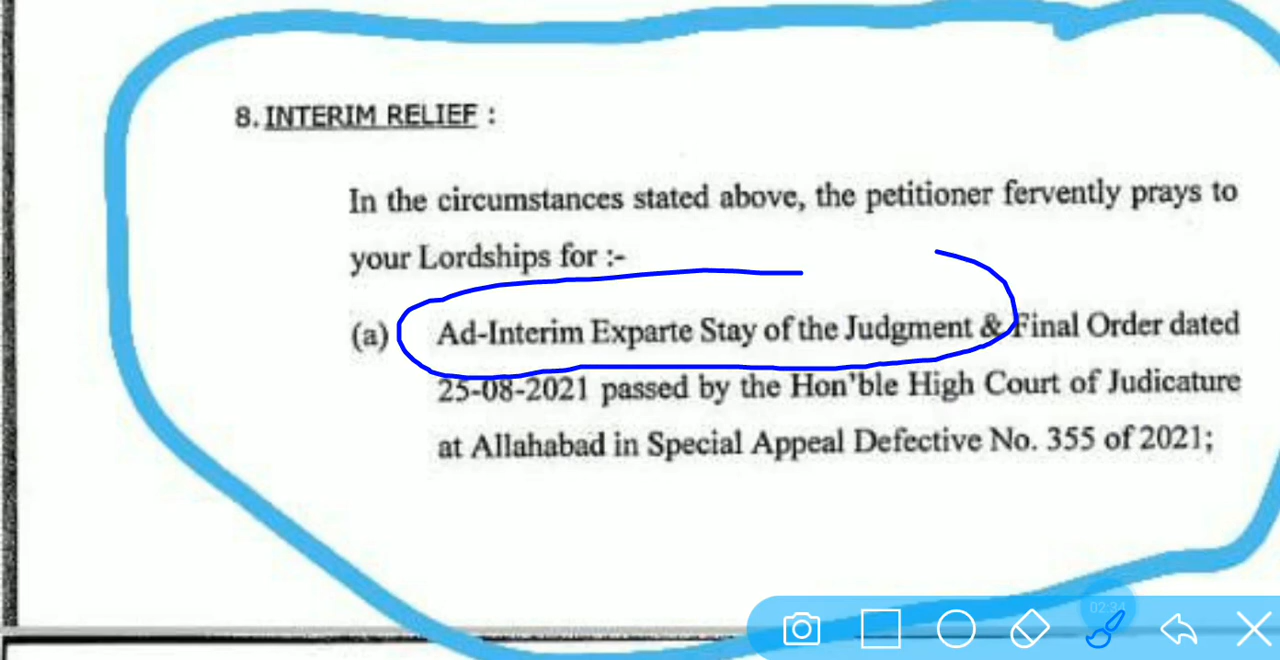 8. INTERIM RELIEF :
In the circumstances stated above, the petitioner fervently prays to
your Lordships for :-
(a) Ad-Interim Exparte Stay of the Judgment & Final Order dated
25-08-2021 passed by the Hon'ble High Court of Judicature
at Allahabad in Special Appeal Defective No. 355 of 2021;
02:34